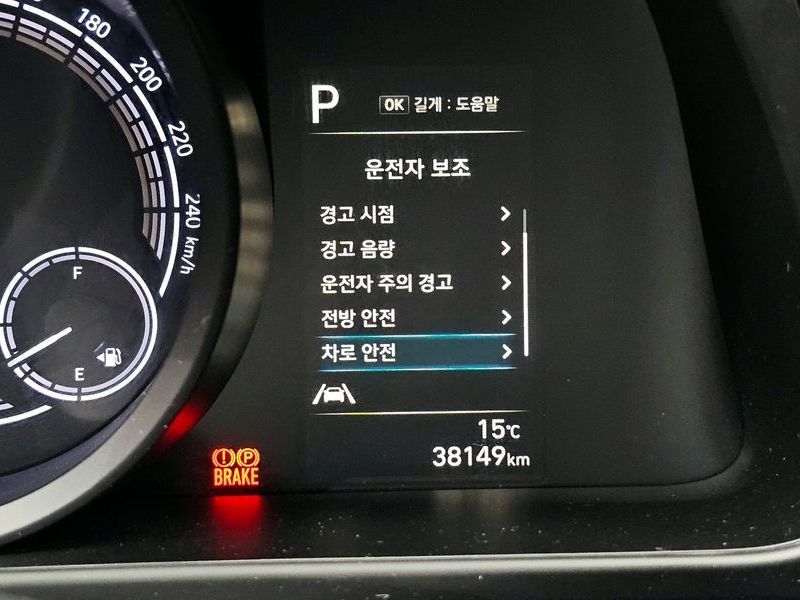 180
200
220
240 km/h
F
E
P
OK 길게 : 도움말
운전자 보조
경고 시점
경고 음량
운전자 주의 경고
전방 안전
차로 안전
15℃
38149km
(!) (P)
BRAKE